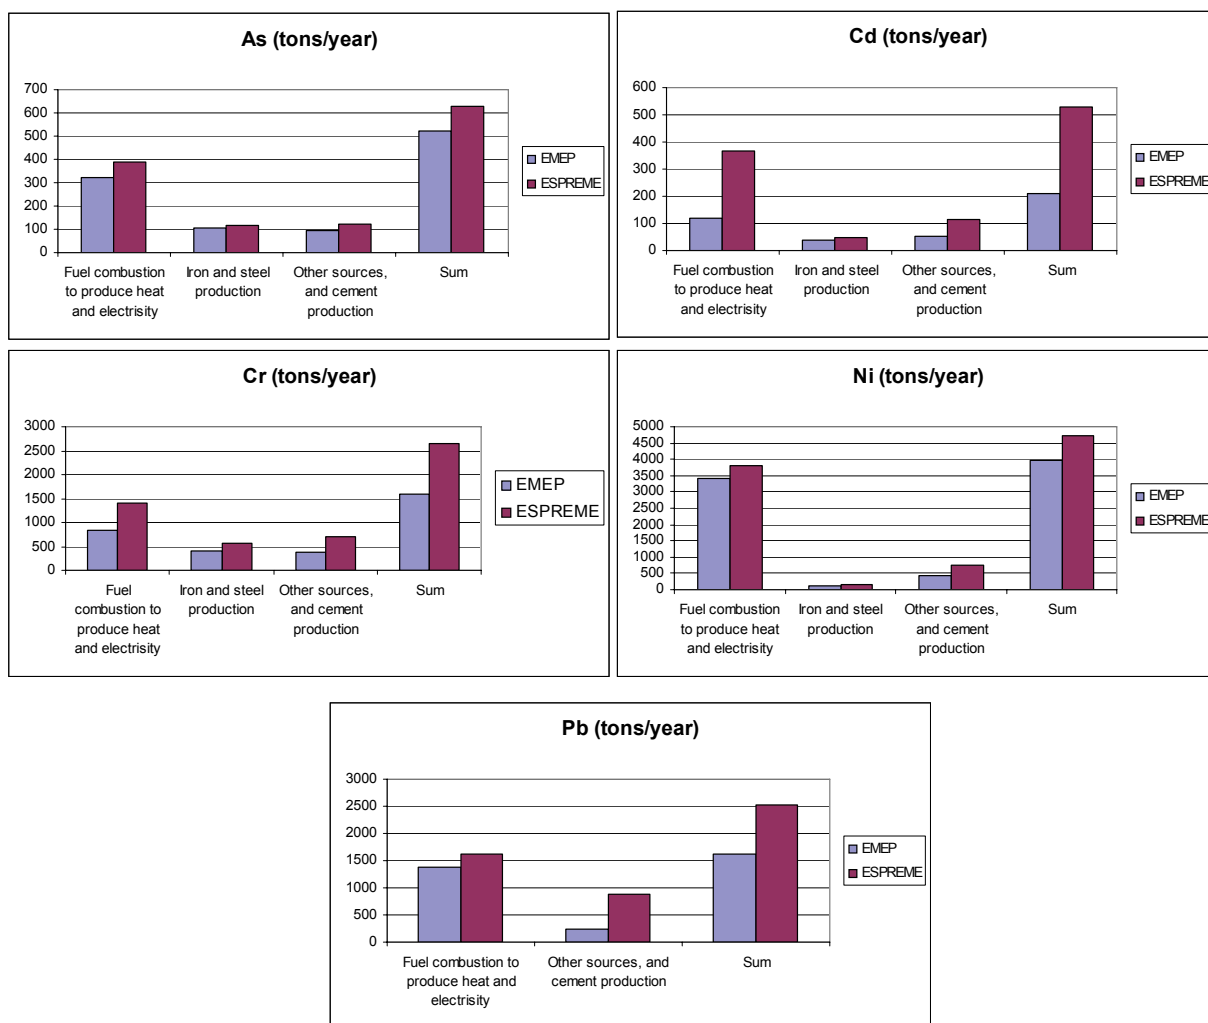 As (tons/year)
700
600
500
400
300
200
100
0
Fuel combustion
to produce heat
and electrisity
Iron and steel
production
Other sources,
and cement
production
Sum
EMEP
ESPREME
Cd (tons/year)
600
500
400
300
200
100
0
Fuel combustion
to produce heat
and electrisity
Iron and steel
production
Other sources,
and cement
production
Sum
EMEP
ESPREME
Cr (tons/year)
3000
2500
2000
1500
1000
500
0
Fuel
combustion to
produce heat
and electrisity
Iron and steel
production
Other sources,
and cement
production
Sum
EMEP
ESPREME
Ni (tons/year)
5000
4500
4000
3500
3000
2500
2000
1500
1000
500
0
Fuel combustion
to produce heat
and electrisity
Iron and steel
production
Other sources,
and cement
production
Sum
EMEP
ESPREME
Pb (tons/year)
3000
2500
2000
1500
1000
500
0
Fuel combustion to
produce heat and
electrisity
Other sources, and
cement production
Sum
EMEP
ESPREME